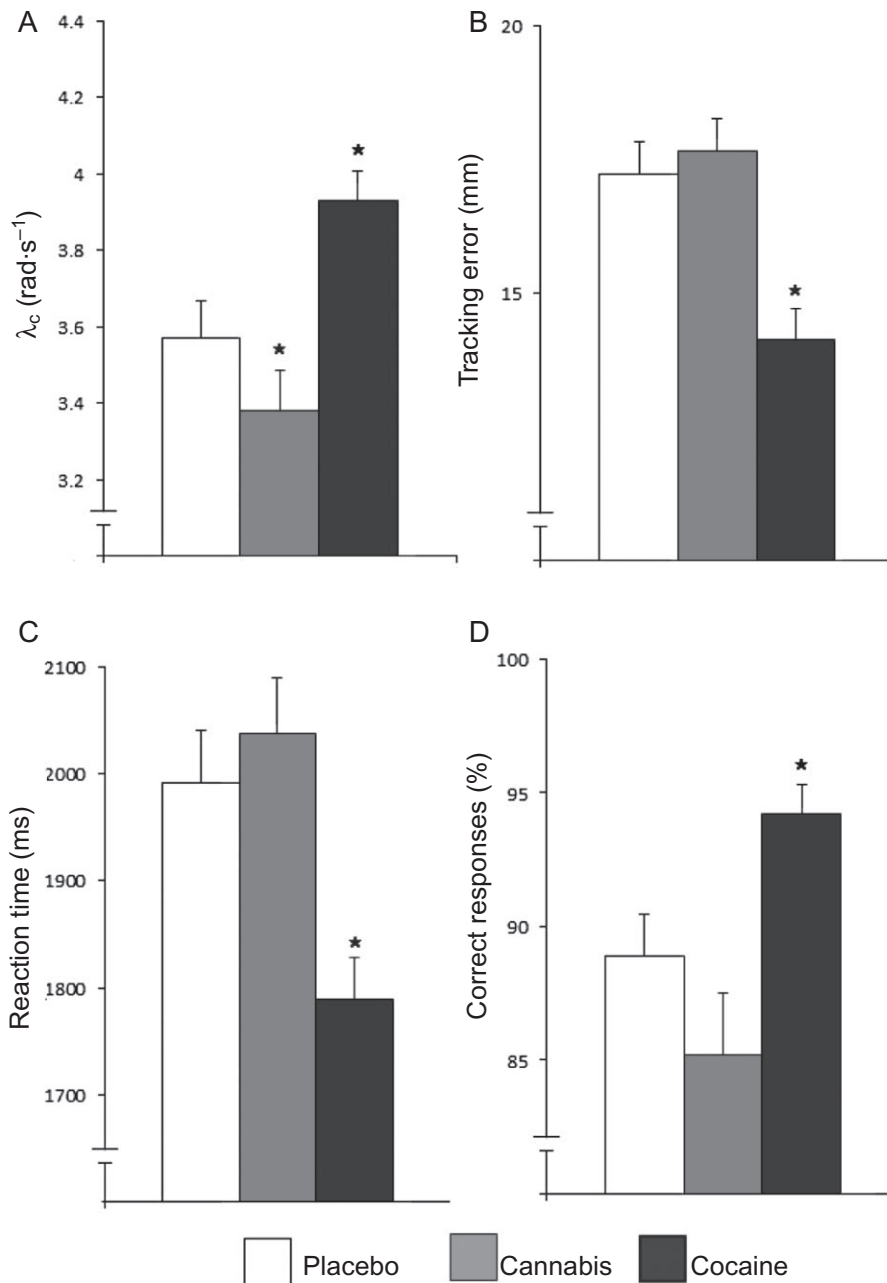 A
4.4
4.2
4
3.8
3.6
3.4
3.2
λc (rad·s⁻¹)
*
*
B
20
15
Tracking error (mm)
*
C
2100
2000
1900
1800
1700
Reaction time (ms)
*
D
100
95
90
85
Correct responses (%)
*
Placebo Cannabis Cocaine